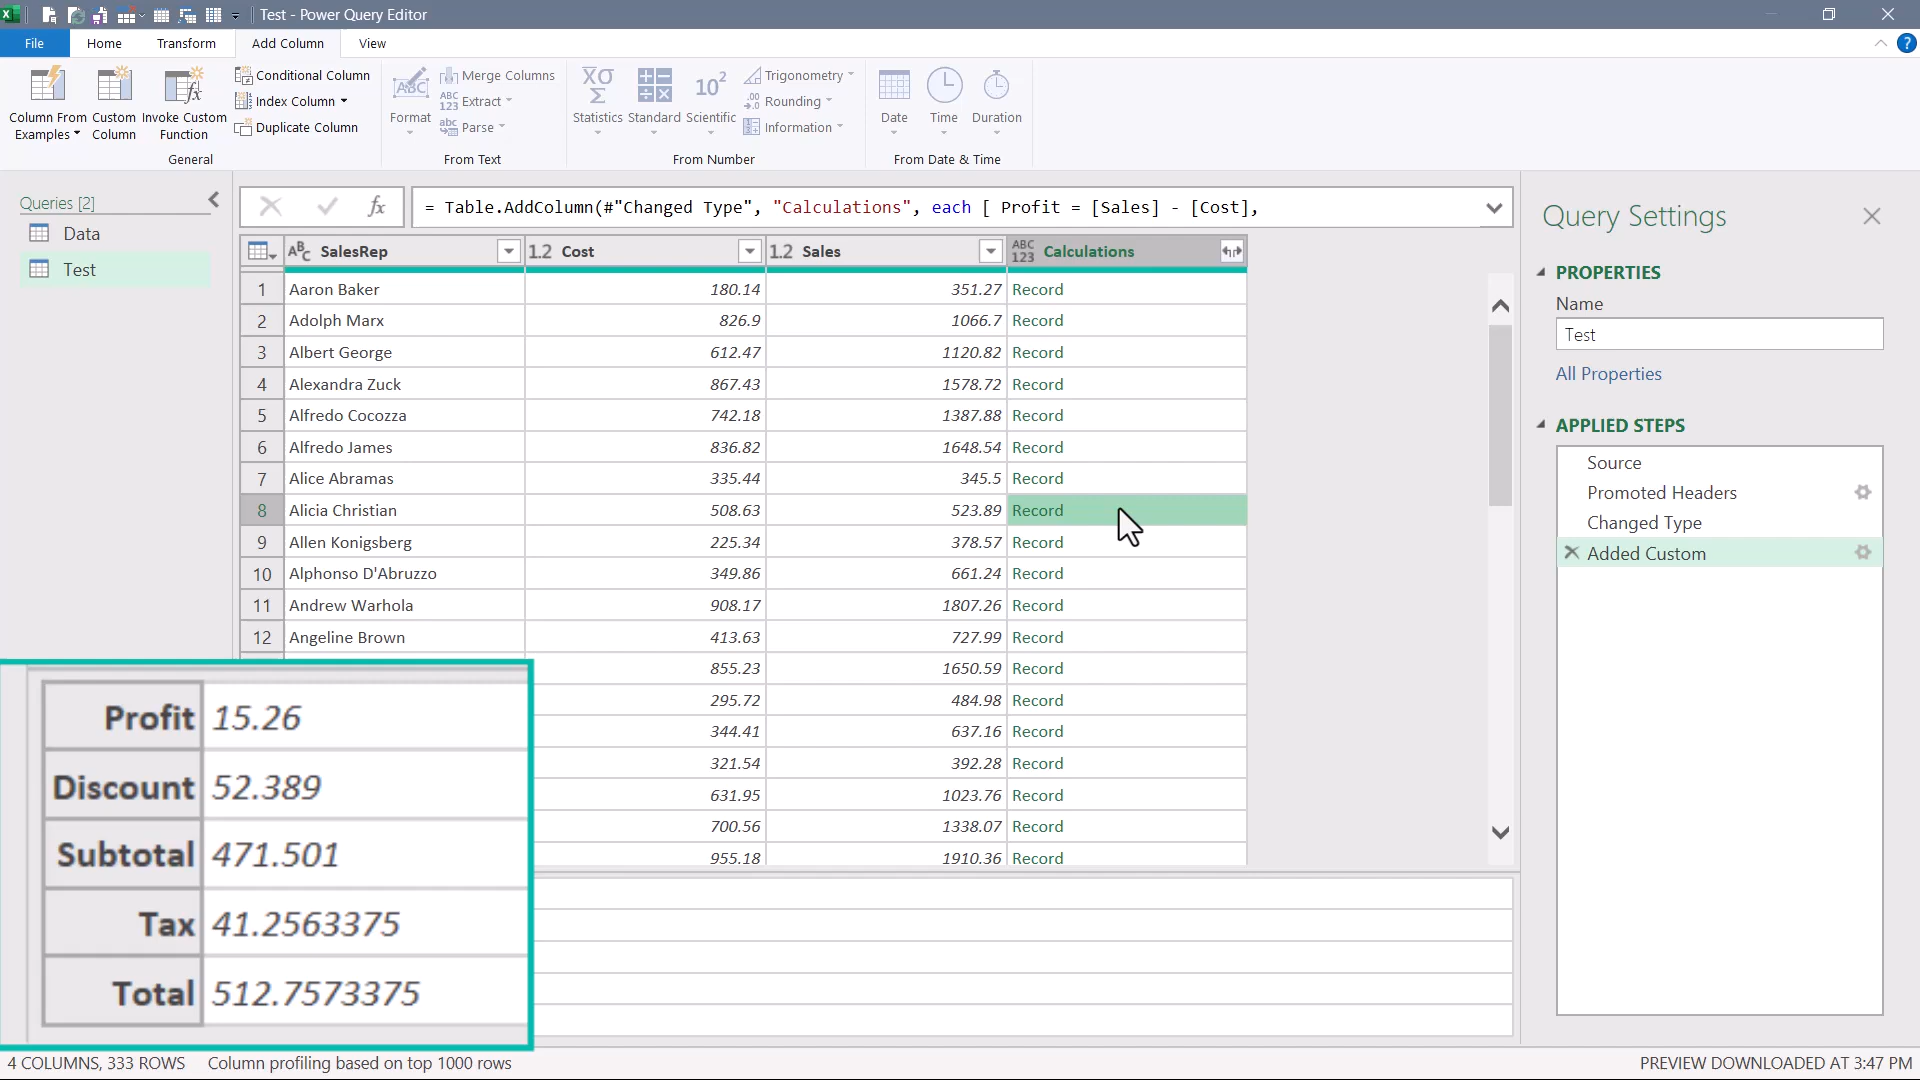 Test - Power Query Editor
File
Home
Transform
Add Column
View
?
Column From Examples
Custom Column
Invoke Custom Function
Conditional Column
Index Column
Duplicate Column
General
ABC
Format
Merge Columns
ABC 123 Extract
abc Parse
From Text
XΣ Statistics
Standard
10² Scientific
Trigonometry
.00 Rounding
Information
From Number
Date
Time
Duration
From Date & Time
Queries [2]
Data
Test
fx
= Table.AddColumn(#"Changed Type", "Calculations", each [ Profit = [Sales] - [Cost],
ABC SalesRep 1.2 Cost 1.2 Sales ABC 123 Calculations
1 Aaron Baker 180.14 351.27 Record
2 Adolph Marx 826.9 1066.7 Record
3 Albert George 612.47 1120.82 Record
4 Alexandra Zuck 867.43 1578.72 Record
5 Alfredo Cocozza 742.18 1387.88 Record
6 Alfredo James 836.82 1648.54 Record
7 Alice Abramas 335.44 345.5 Record
8 Alicia Christian 508.63 523.89 Record
9 Allen Konigsberg 225.34 378.57 Record
10 Alphonso D'Abruzzo 349.86 661.24 Record
11 Andrew Warhola 908.17 1807.26 Record
12 Angeline Brown 413.63 727.99 Record
855.23 1650.59 Record
295.72 484.98 Record
344.41 637.16 Record
321.54 392.28 Record
631.95 1023.76 Record
700.56 1338.07 Record
955.18 1910.36 Record
Profit 15.26
Discount 52.389
Subtotal 471.501
Tax 41.2563375
Total 512.7573375
Query Settings
PROPERTIES
Name
Test
All Properties
APPLIED STEPS
Source
Promoted Headers
Changed Type
Added Custom
4 COLUMNS, 333 ROWS Column profiling based on top 1000 rows
PREVIEW DOWNLOADED AT 3:47 PM